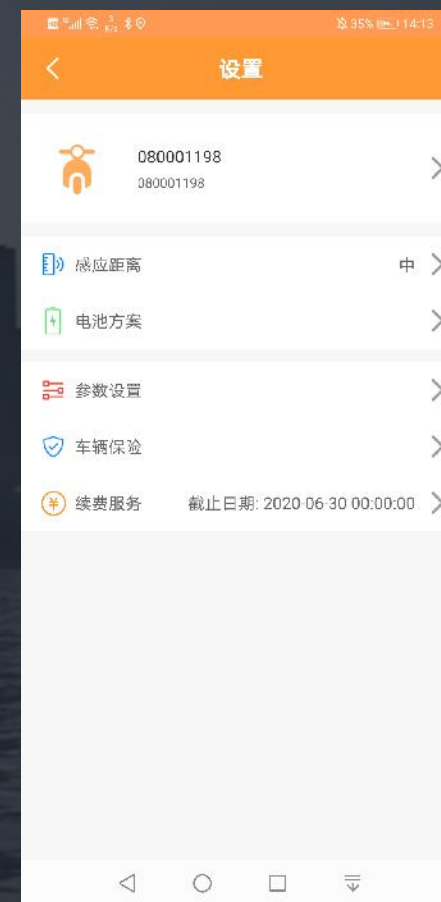 35% 14:13
设置
080001198
080001198
感应距离 中
电池方案
参数设置
车辆保险
¥ 续费服务 截止日期: 2020-06-30 00:00:00